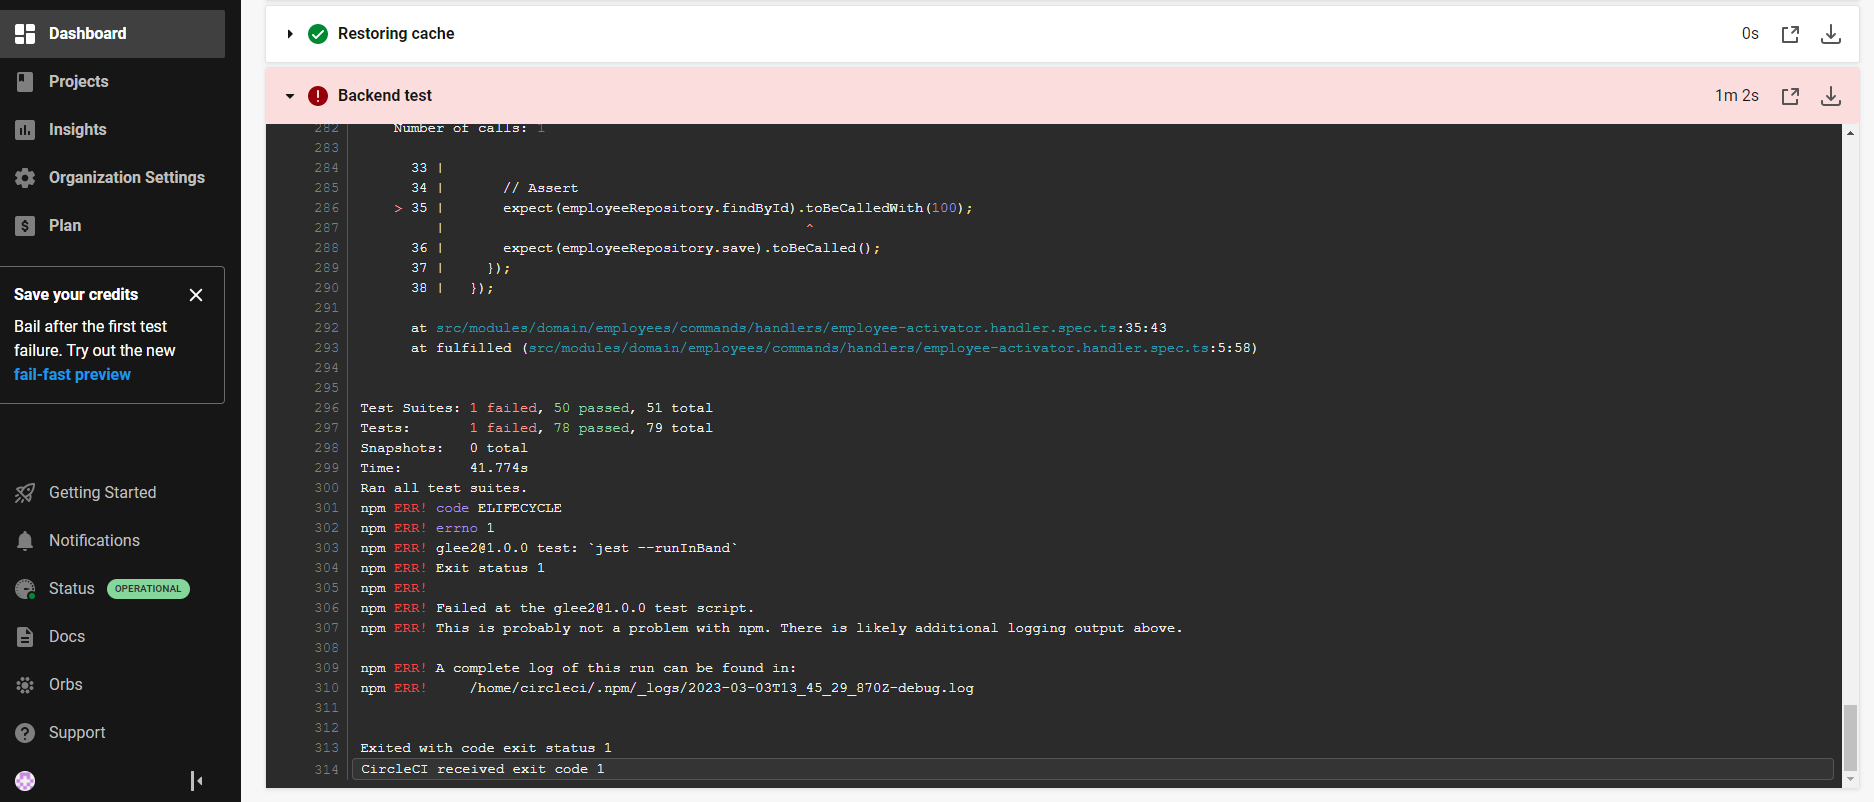 Dashboard
Projects
Insights
Organization Settings
Plan
Save your credits
Bail after the first test
failure. Try out the new
fail-fast preview
Getting Started
Notifications
Status OPERATIONAL
Docs
Orbs
Support
Restoring cache 0s
Backend test 1m 2s
282 Number of calls: 1
283
284 33 |
285 34 | // Assert
286 > 35 | expect(employeeRepository.findById).toBeCalledWith(100);
287 | ^
288 36 | expect(employeeRepository.save).toBeCalled();
289 37 | });
290 38 | });
291
292 at src/modules/domain/employees/commands/handlers/employee-activator.handler.spec.ts:35:43
293 at fulfilled (src/modules/domain/employees/commands/handlers/employee-activator.handler.spec.ts:5:58)
294
295
296 Test Suites: 1 failed, 50 passed, 51 total
297 Tests: 1 failed, 78 passed, 79 total
298 Snapshots: 0 total
299 Time: 41.774s
300 Ran all test suites.
301 npm ERR! code ELIFECYCLE
302 npm ERR! errno 1
303 npm ERR! glee2@1.0.0 test: `jest --runInBand`
304 npm ERR! Exit status 1
305 npm ERR!
306 npm ERR! Failed at the glee2@1.0.0 test script.
307 npm ERR! This is probably not a problem with npm. There is likely additional logging output above.
308
309 npm ERR! A complete log of this run can be found in:
310 npm ERR! /home/circleci/.npm/_logs/2023-03-03T13_45_29_870Z-debug.log
311
312
313 Exited with code exit status 1
314 CircleCI received exit code 1